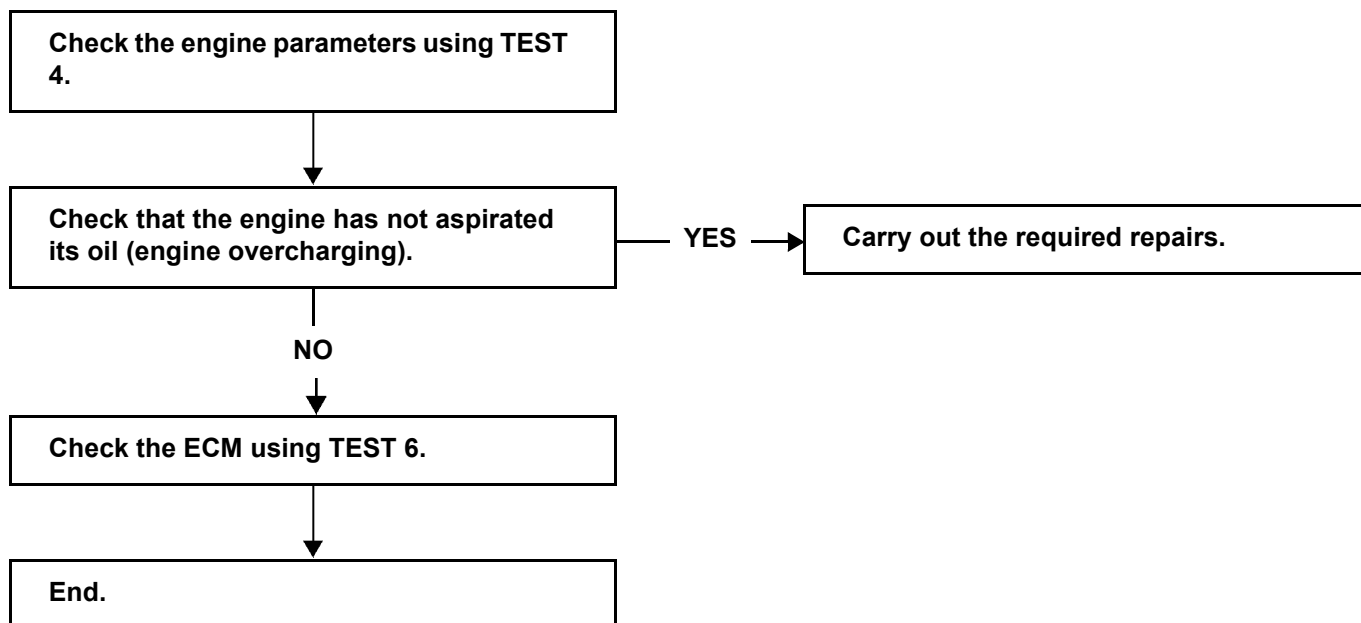 Check the engine parameters using TEST
4.
Check that the engine has not aspirated
its oil (engine overcharging).
YES
Carry out the required repairs.
NO
Check the ECM using TEST 6.
End.